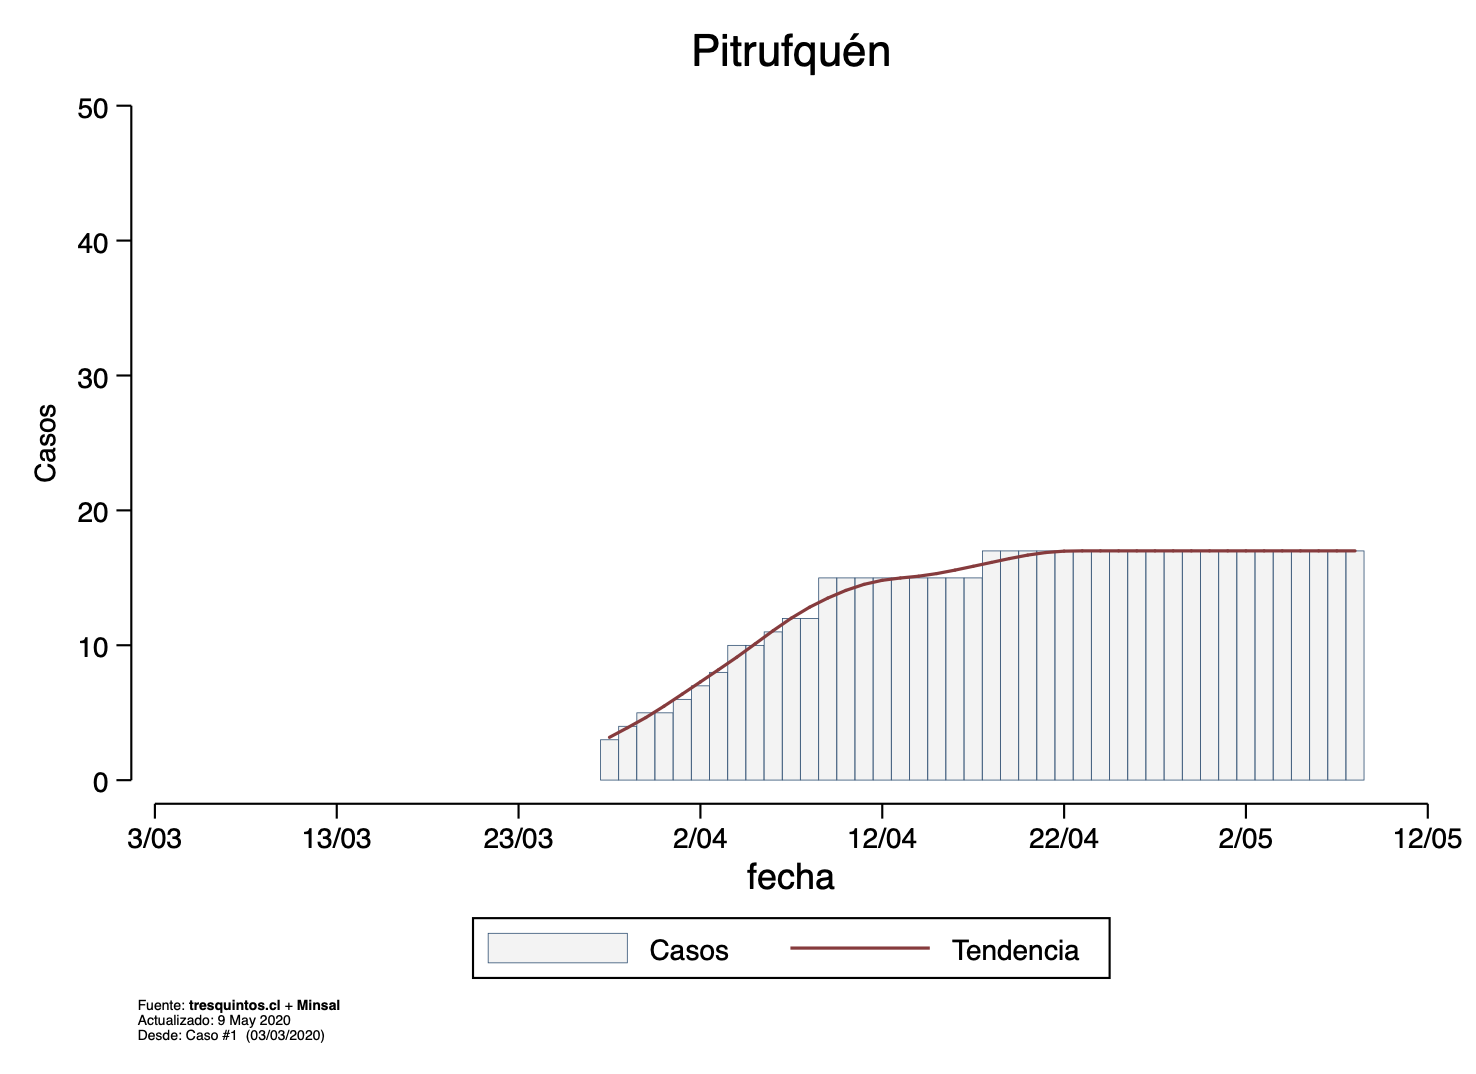 Pitrufquén
50
40
30
20
10
0
Casos
3/03 13/03 23/03 2/04 12/04 22/04 2/05 12/05
fecha
Casos Tendencia
Fuente: tresquintos.cl + Minsal
Actualizado: 9 May 2020
Desde: Caso #1 (03/03/2020)